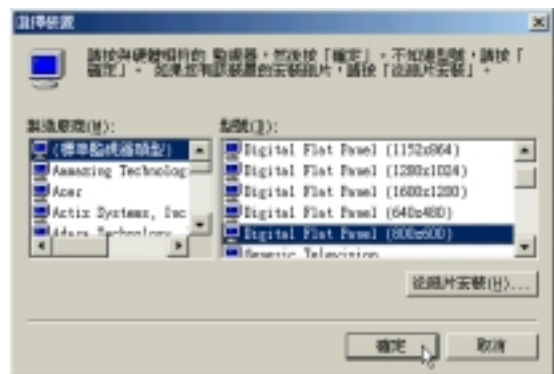 選擇裝置
請按與硬體相符的 監視器,然後按「確定」。不知道型號,請按「
確定」。 如果您有該裝置的安裝磁片,請按「從磁片安裝」。
製造廠商(M):
(標準監視器類型)
Aamazing Technolog
Acer
Actix Systems, Inc
Adara Technology
型號(D):
Digital Flat Panel (1152x864)
Digital Flat Panel (1280x1024)
Digital Flat Panel (1600x1200)
Digital Flat Panel (640x480)
Digital Flat Panel (800x600)
Generic Television
從磁片安裝(H)...
確定
取消